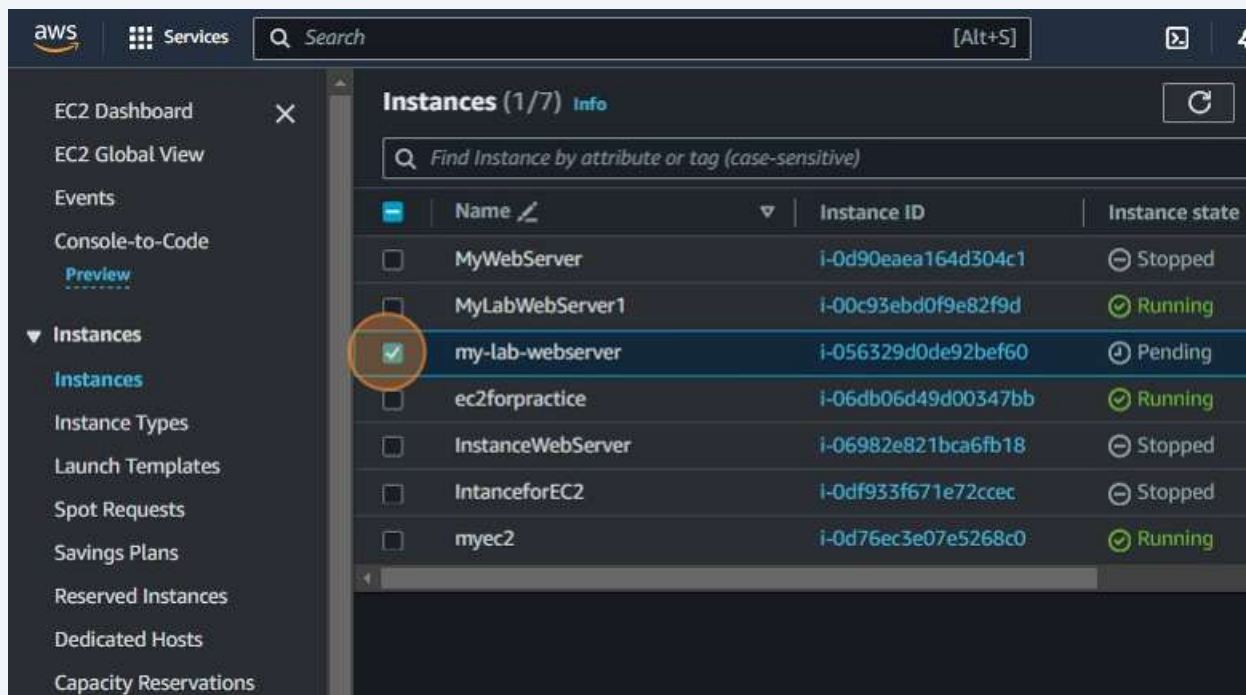 aws
Services
Search
[Alt+S]
EC2 Dashboard
EC2 Global View
Events
Console-to-Code
Preview
Instances
Instances
Instance Types
Launch Templates
Spot Requests
Savings Plans
Reserved Instances
Dedicated Hosts
Capacity Reservations
Instances (1/7) Info
Find Instance by attribute or tag (case-sensitive)
Name Instance ID Instance state
MyWebServer i-0d90eaea164d304c1 Stopped
MyLabWebServer1 i-00c93ebd0f9e82f9d Running
my-lab-webserver i-056329d0de92bef60 Pending
ec2forpractice i-06db06d49d00347bb Running
InstanceWebServer i-06982e821bca6fb18 Stopped
IntanceforEC2 i-0df933f671e72ccec Stopped
myec2 i-0d76ec3e07e5268c0 Running